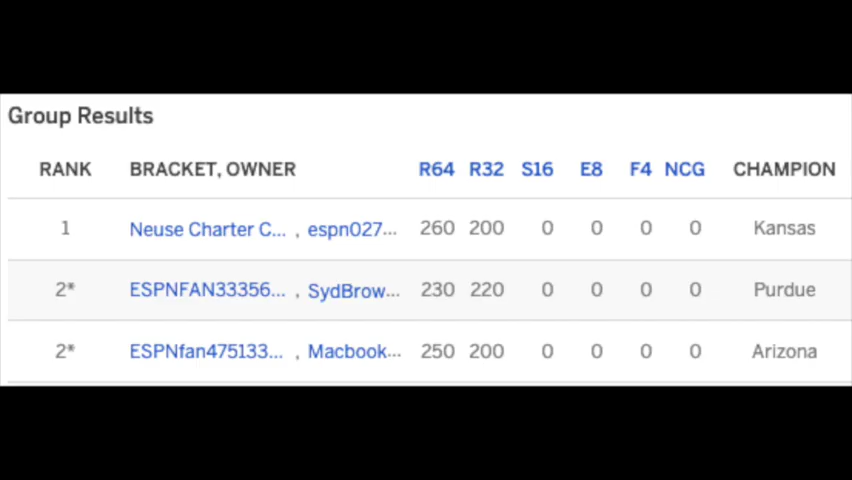 Group Results
RANK BRACKET, OWNER R64 R32 S16 E8 F4 NCG CHAMPION
1 Neuse Charter C... , espn027... 260 200 0 0 0 0 Kansas
2* ESPNFAN33356... , SydBrow... 230 220 0 0 0 0 Purdue
2* ESPNfan475133... , Macbook... 250 200 0 0 0 0 Arizona